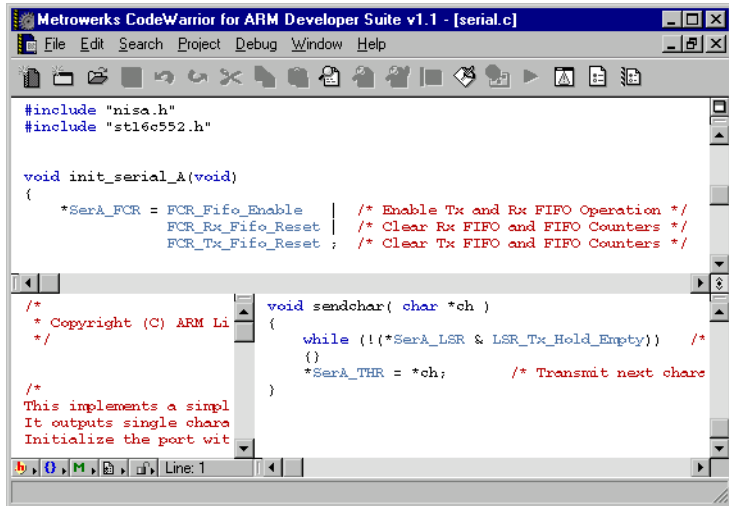 Metrowerks CodeWarrior for ARM Developer Suite v1.1 - [serial.c]
File Edit Search Project Debug Window Help
#include "nisa.h"
#include "st16c552.h"
void init_serial_A(void)
{
*SerA_FCR = FCR_Fifo_Enable | /* Enable Tx and Rx FIFO Operation */
FCR_Rx_Fifo_Reset | /* Clear Rx FIFO and FIFO Counters */
FCR_Tx_Fifo_Reset ; /* Clear Tx FIFO and FIFO Counters */
/*
* Copyright (C) ARM Li
*/
/*
This implements a simpl
It outputs single chara
Initialize the port wit
void sendchar( char *ch )
{
while (!(*SerA_LSR & LSR_Tx_Hold_Empty)) /*
{}
*SerA_THR = *ch; /* Transmit next chara
}
Line: 1